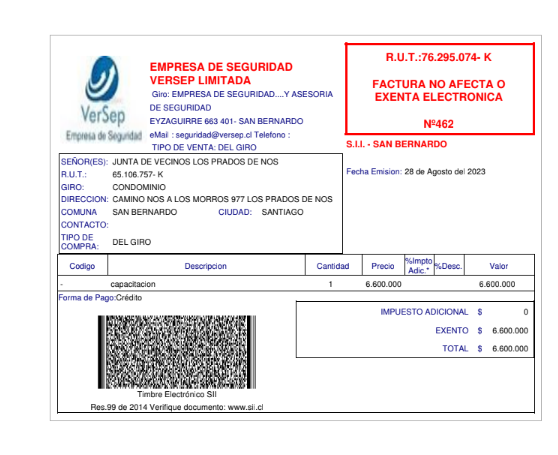 VerSep
Empresa de Seguridad
EMPRESA DE SEGURIDAD
VERSEP LIMITADA
Giro: EMPRESA DE SEGURIDAD....Y ASESORIA
DE SEGURIDAD
EYZAGUIRRE 663 401- SAN BERNARDO
eMail : seguridad@versep.cl Telefono :
TIPO DE VENTA: DEL GIRO
R.U.T.:76.295.074- K
FACTURA NO AFECTA O
EXENTA ELECTRONICA
Nº462
S.I.I. - SAN BERNARDO
Fecha Emision: 28 de Agosto del 2023
SEÑOR(ES): JUNTA DE VECINOS LOS PRADOS DE NOS
R.U.T.: 65.106.757- K
GIRO: CONDOMINIO
DIRECCION: CAMINO NOS A LOS MORROS 977 LOS PRADOS DE NOS
COMUNA SAN BERNARDO CIUDAD: SANTIAGO
CONTACTO:
TIPO DE
COMPRA: DEL GIRO
Codigo Descripcion Cantidad Precio %Impto Adic.* %Desc. Valor
- capacitacion 1 6.600.000 6.600.000
Forma de Pago:Crédito
IMPUESTO ADICIONAL $ 0
EXENTO $ 6.600.000
TOTAL $ 6.600.000
Timbre Electrónico SII
Res.99 de 2014 Verifique documento: www.sii.cl